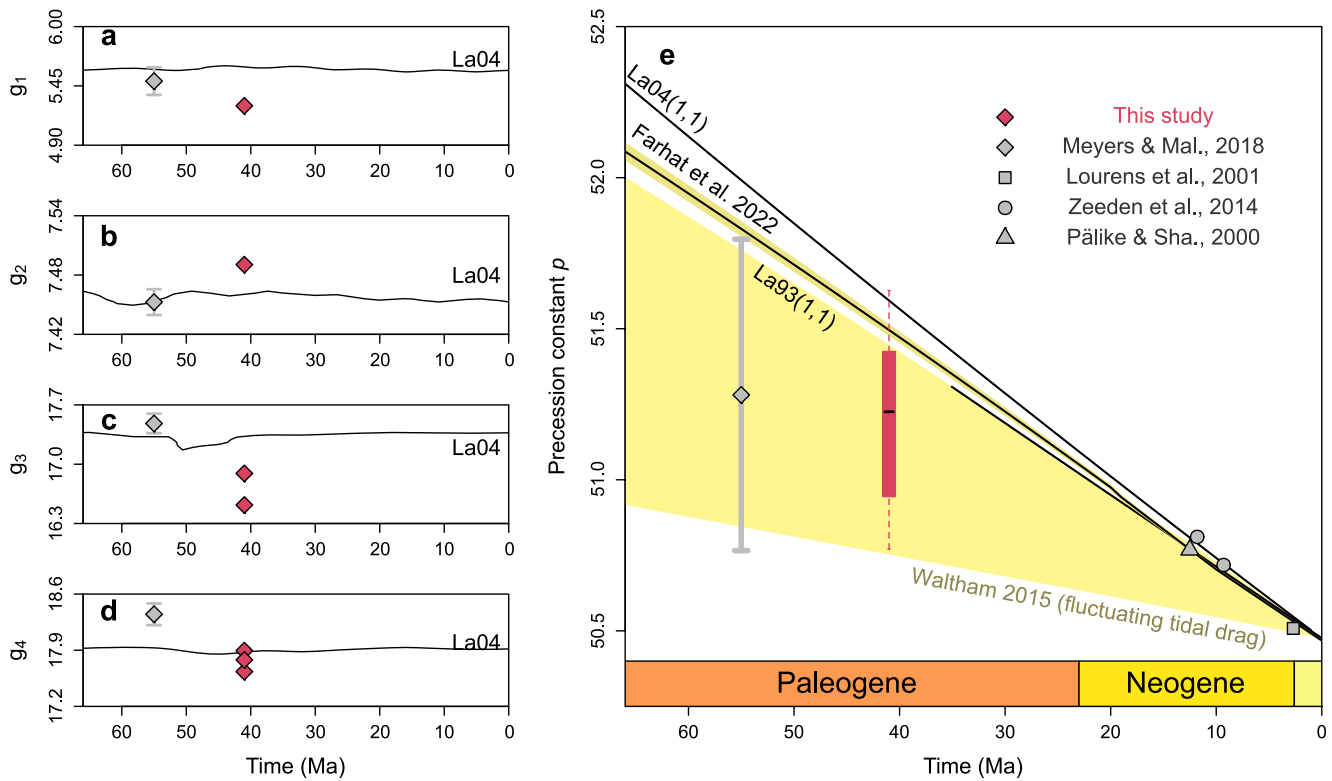 a
La04
g1
6.00
5.45
4.90
60 50 40 30 20 10 0
b
La04
g2
7.54
7.48
7.42
60 50 40 30 20 10 0
c
La04
g3
17.7
17.0
16.3
60 50 40 30 20 10 0
d
La04
g4
18.6
17.9
17.2
60 50 40 30 20 10 0
Time (Ma)
e
Precession constant p
52.5
52.0
51.5
51.0
50.5
La04(1,1)
Farhat et al. 2022
La93(1,1)
Waltham 2015 (fluctuating tidal drag)
This study
Meyers & Mal., 2018
Lourens et al., 2001
Zeeden et al., 2014
Pälike & Sha., 2000
Paleogene
Neogene
60 40 30 20 10 0
Time (Ma)